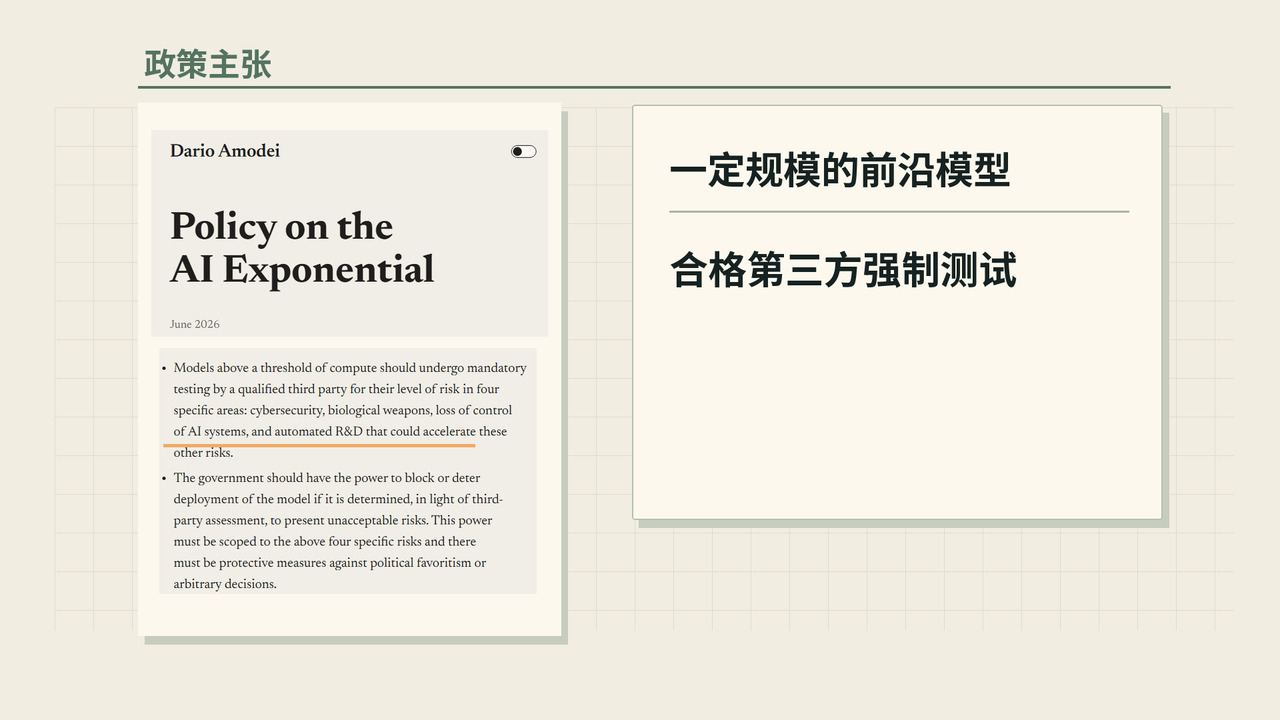 政策主张
Dario Amodei
Policy on the
AI Exponential
June 2026
• Models above a threshold of compute should undergo mandatory
testing by a qualified third party for their level of risk in four
specific areas: cybersecurity, biological weapons, loss of control
of AI systems, and automated R&D that could accelerate these
other risks.
• The government should have the power to block or deter
deployment of the model if it is determined, in light of third-
party assessment, to present unacceptable risks. This power
must be scoped to the above four specific risks and there
must be protective measures against political favoritism or
arbitrary decisions.
一定规模的前沿模型
合格第三方强制测试